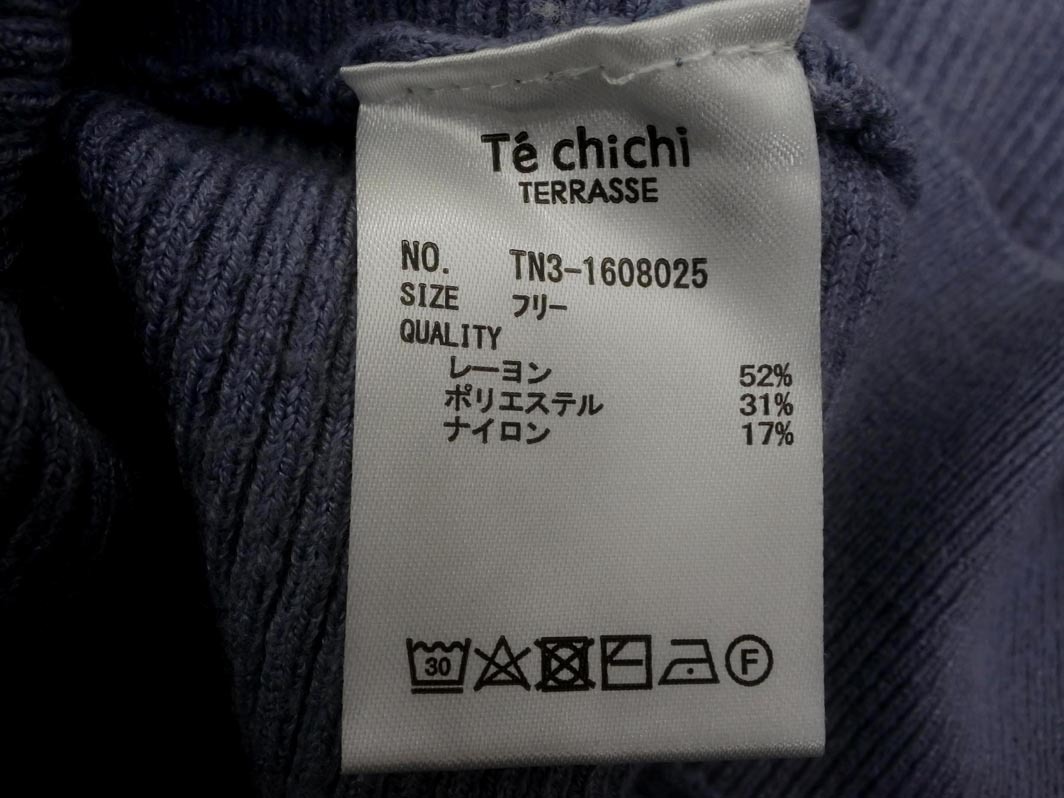 Té chichi
TERRASSE
NO. TN3-1608025
SIZE フリー
QUALITY
レーヨン 52%
ポリエステル 31%
ナイロン 17%
30
F